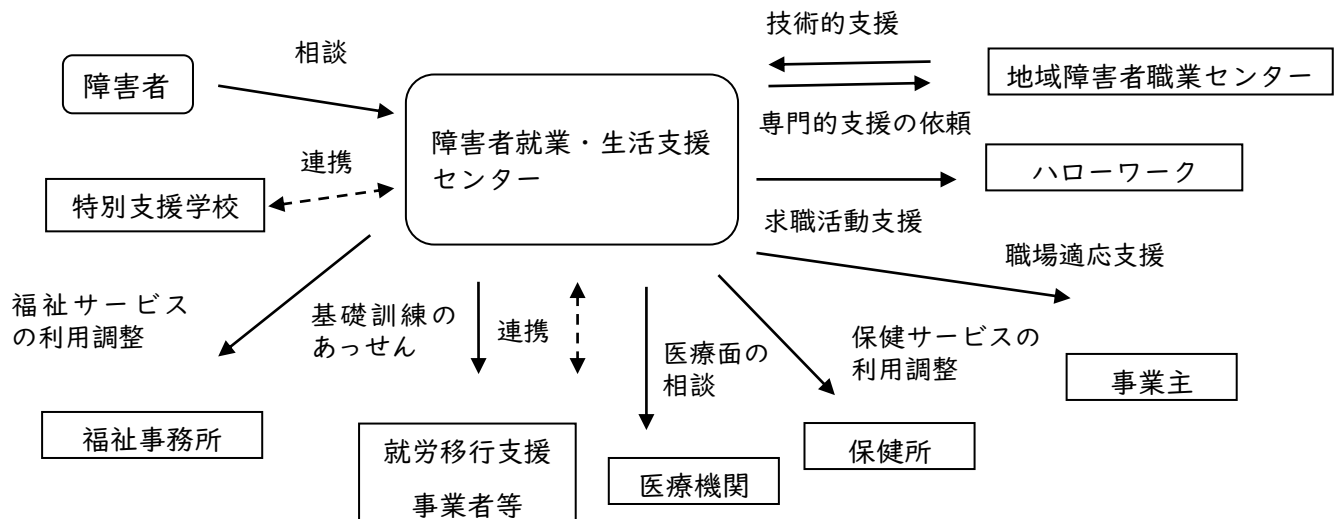 技術的支援
相談
障害者
地域障害者職業センター
専門的支援の依頼
障害者就業・生活支援
センター
連携
ハローワーク
特別支援学校
求職活動支援
職場適応支援
福祉サービス
の利用調整
基礎訓練の
あっせん
連携
医療面の
相談
保健サービスの
利用調整
事業主
福祉事務所
就労移行支援
事業者等
医療機関
保健所